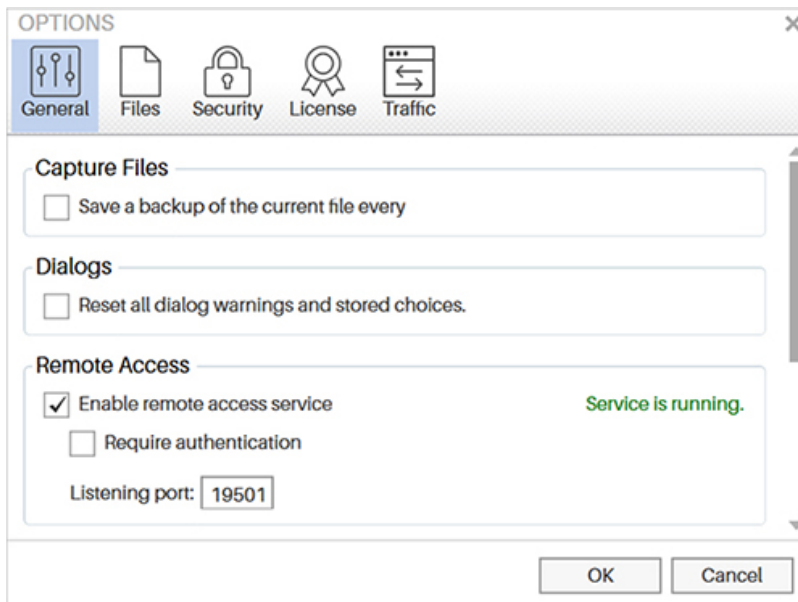 OPTIONS
General Files Security License Traffic
Capture Files
Save a backup of the current file every
Dialogs
Reset all dialog warnings and stored choices.
Remote Access
Enable remote access service Service is running.
Require authentication
Listening port: 19501
OK Cancel